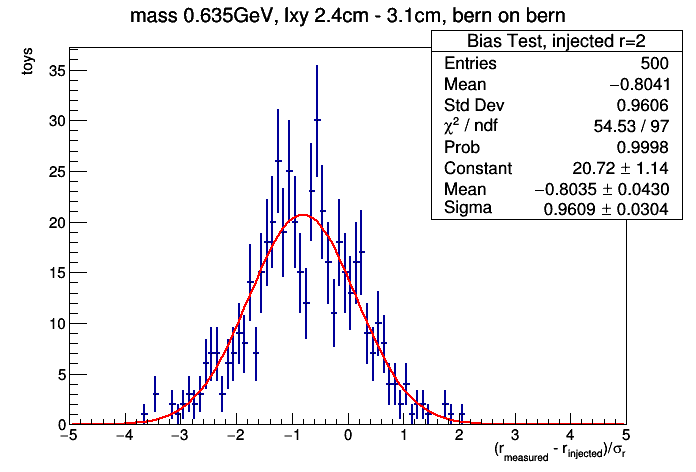 mass 0.635GeV, lxy 2.4cm - 3.1cm, bern on bern
Bias Test, injected r=2
Entries 500
Mean −0.8041
Std Dev 0.9606
χ² / ndf 54.53 / 97
Prob 0.9998
Constant 20.72 ± 1.14
Mean −0.8035 ± 0.0430
Sigma 0.9609 ± 0.0304
toys
35
30
25
20
15
10
5
0
−5 −4 −3 −2 −1 0 1 2 3 4 5
(r_measured - r_injected)/σ_r